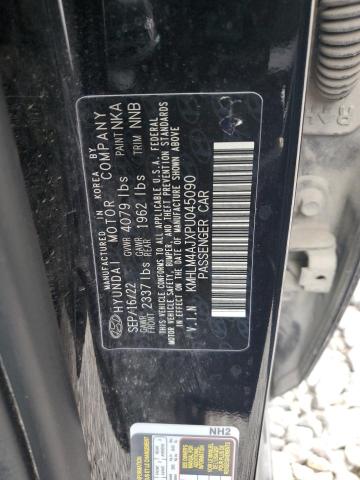 MANUFACTURED IN KOREA BY
HYUNDAI MOTOR COMPANY
SEP/16/22 GVWR 4079 lbs PAINT NKA
GAWR FRONT 2337 lbs GAWR REAR 1962 lbs TRIM NNB
THIS VEHICLE CONFORMS TO ALL APPLICABLE U.S.A. FEDERAL
MOTOR VEHICLE SAFETY, BUMPER, AND THEFT PREVENTION STANDARDS
IN EFFECT ON THE DATE OF MANUFACTURE SHOWN ABOVE.
V.I.N KMHLM4AJXPU045090
PASSENGER CAR
NH2